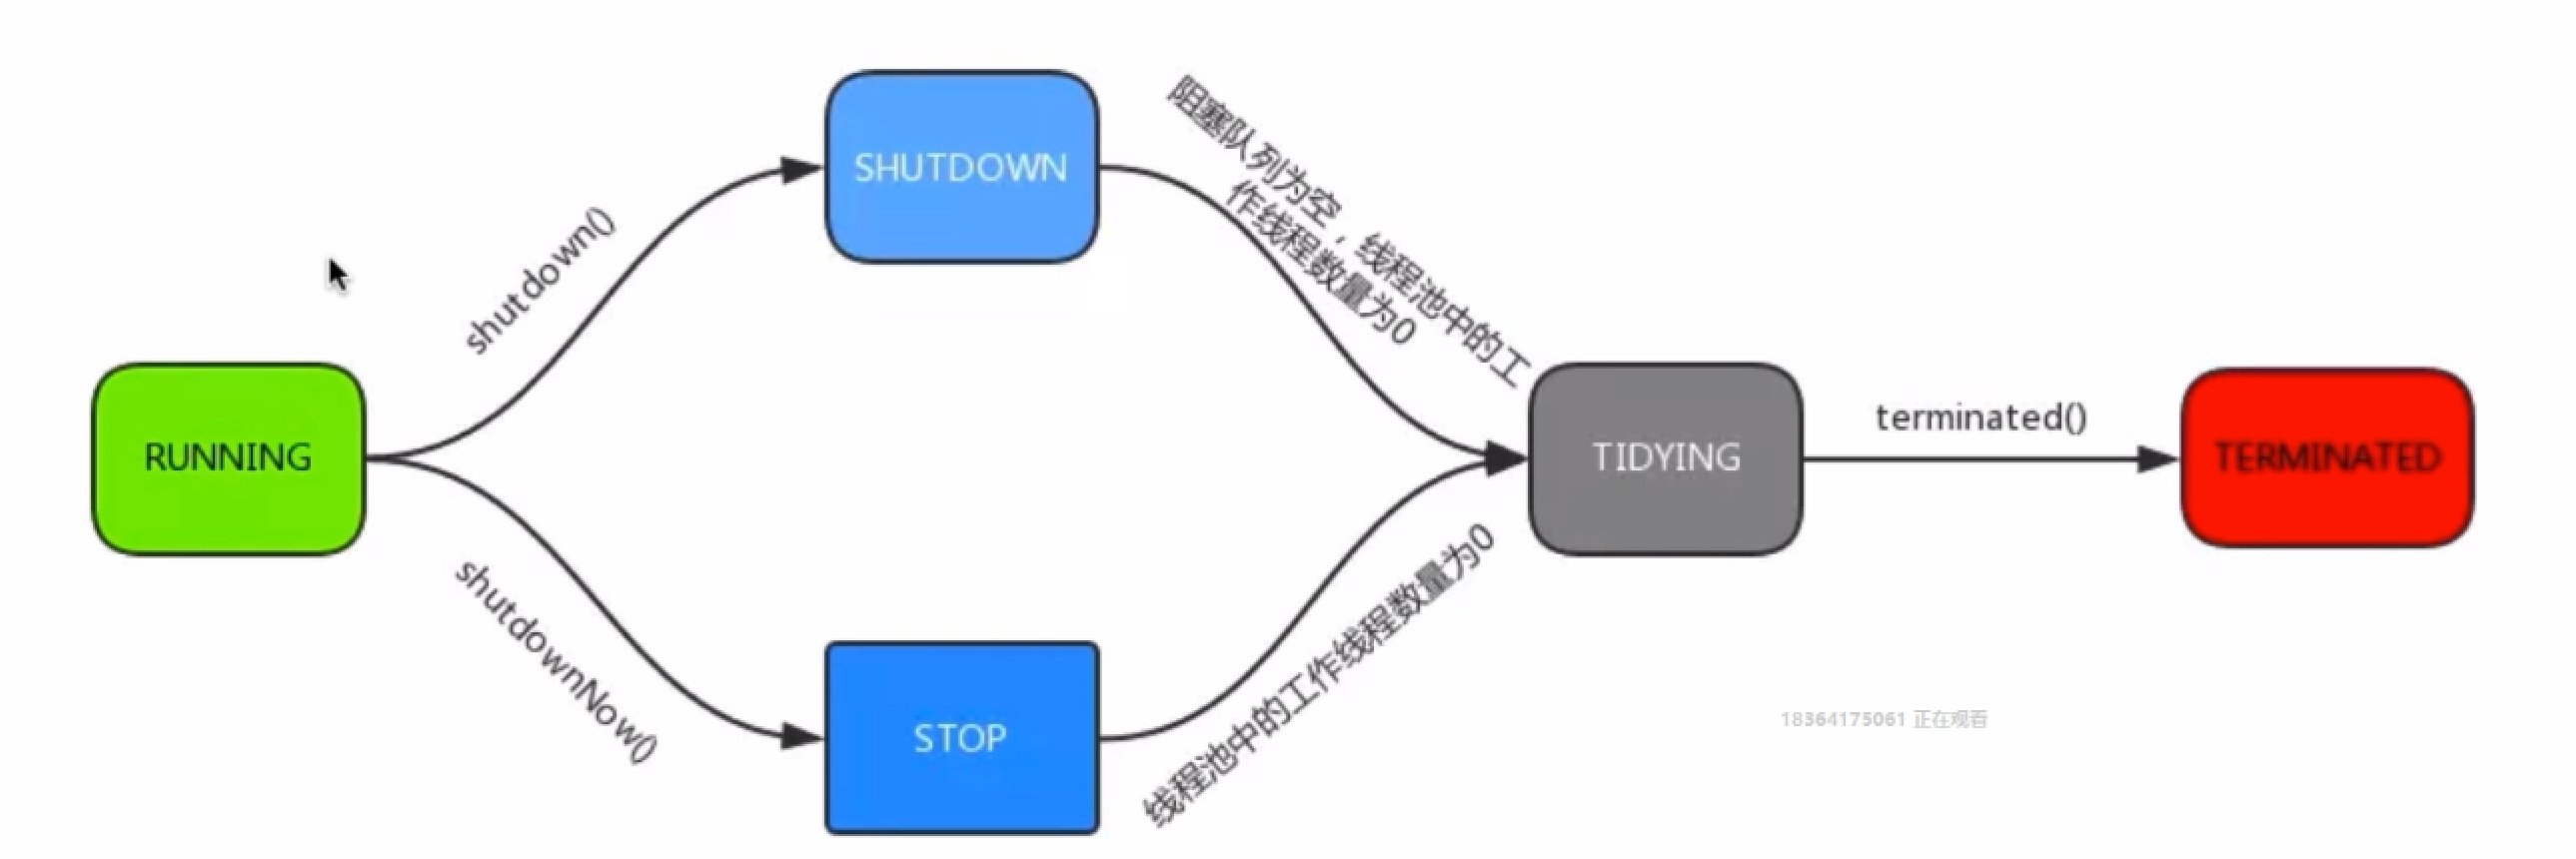 SHUTDOWN
阻塞队列为空，线程池中的工
作线程数量为0
shutdown()
RUNNING
TIDYING
terminated()
TERMINATED
shutdownNow()
STOP
线程池中的工作线程数量为0
18364175061 正在观看